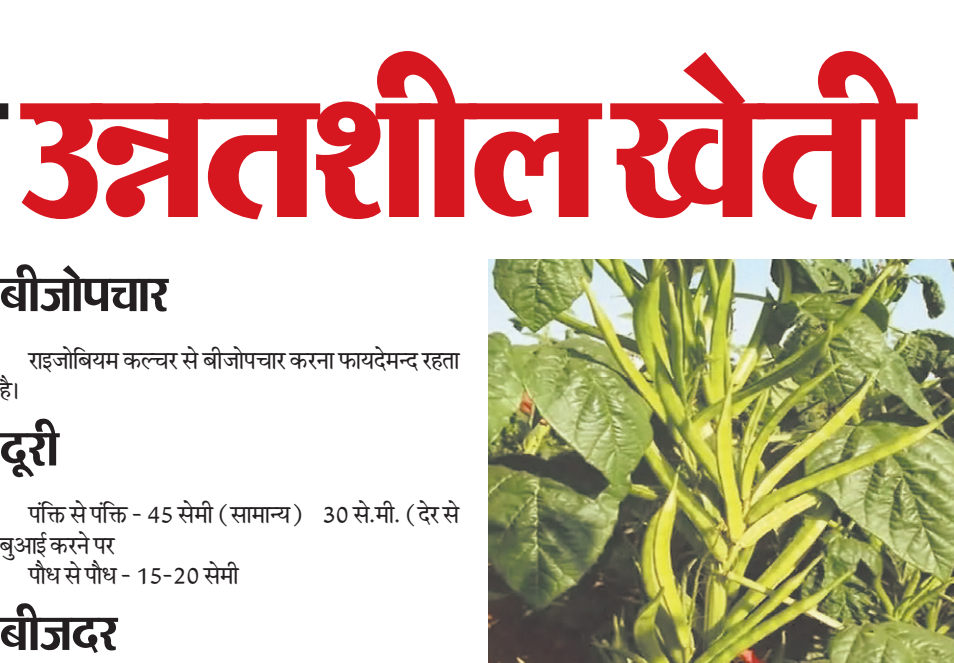 उन्नतशील खेती
बीजोपचार
राइजोबियम कल्चर से बीजोपचार करना फायदेमन्द रहता
है।
दूरी
पंक्ति से पंक्ति - 45 सेमी (सामान्य) 30 से.मी. (देर से
बुआई करने पर
पौध से पौध - 15-20 सेमी
बीजदर